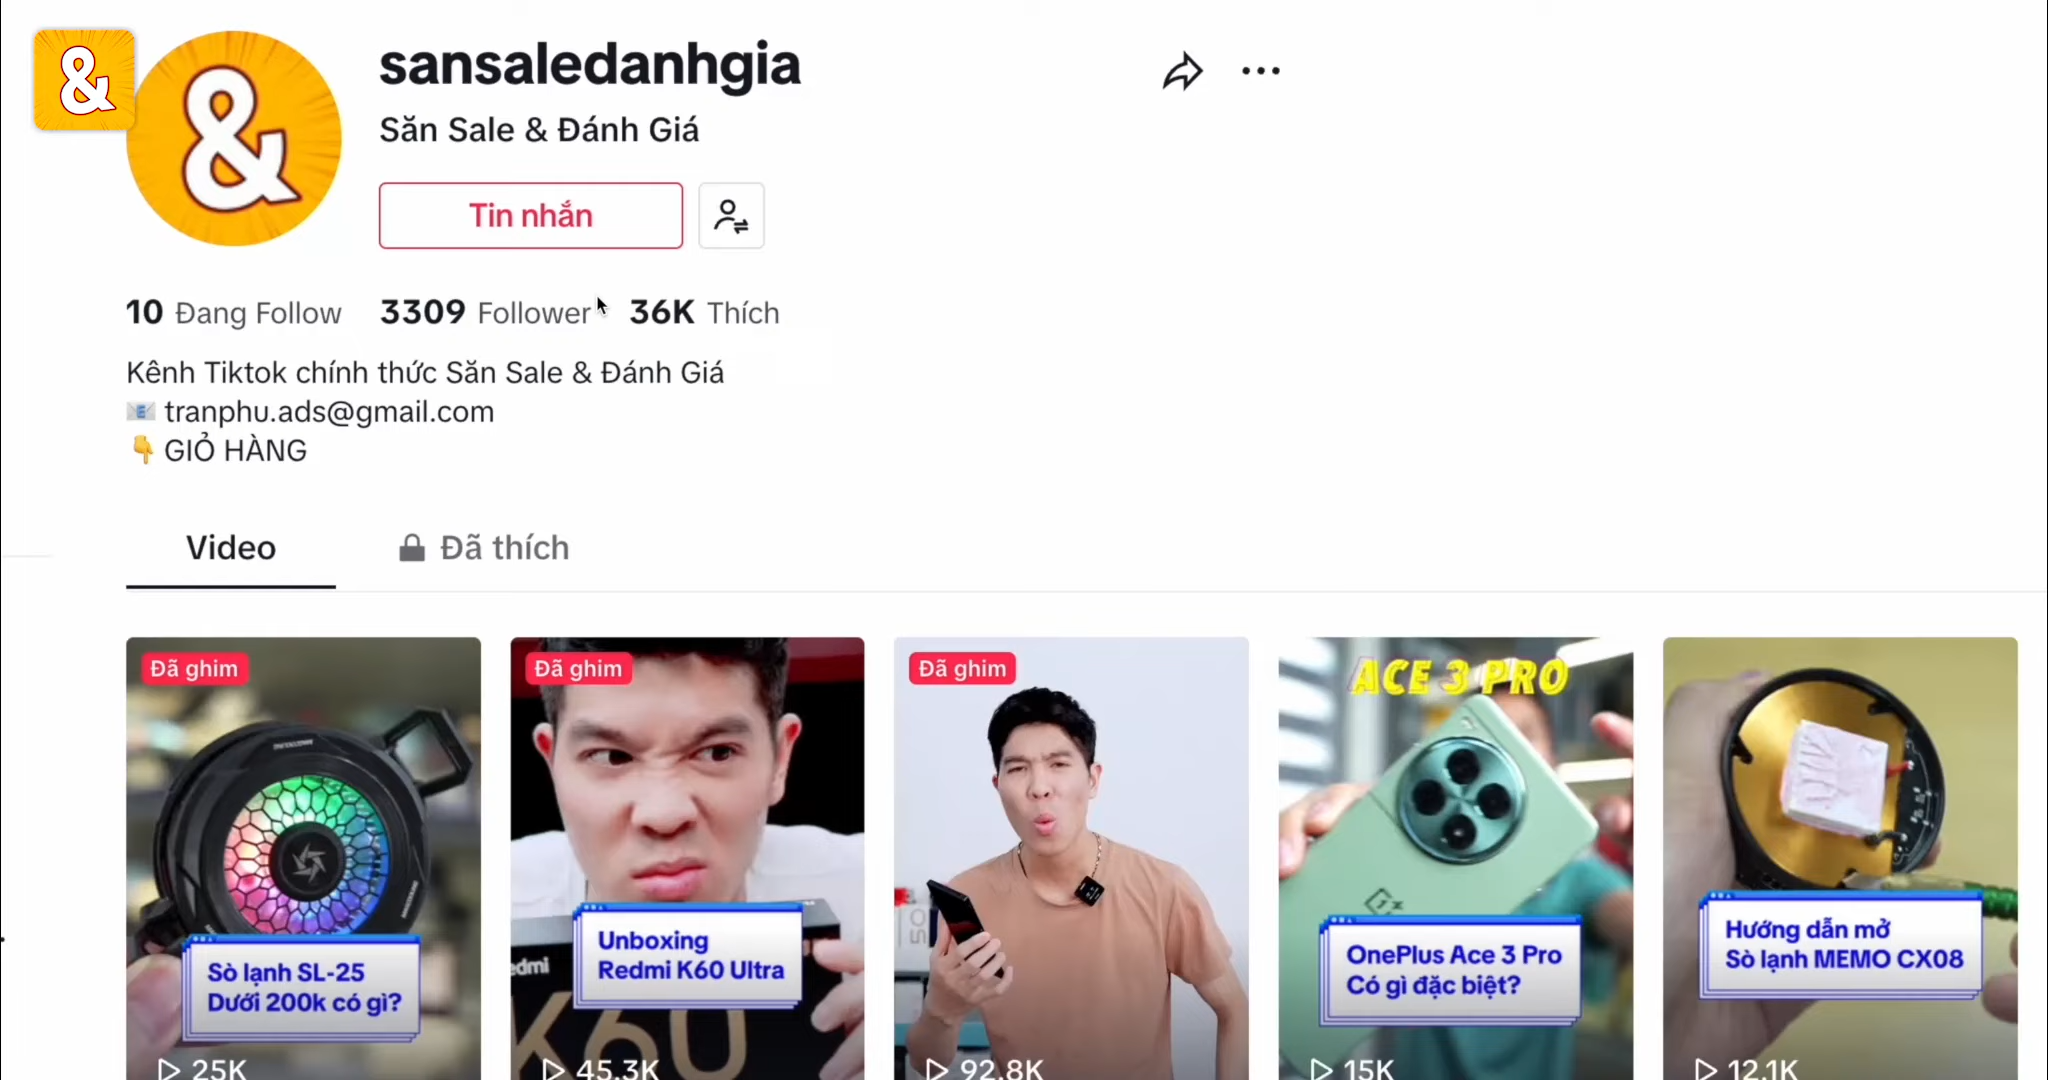 &
&
sansaledanhgia
Săn Sale & Đánh Giá
Tin nhắn
10 Đang Follow 3309 Follower 36K Thích
Kênh Tiktok chính thức Săn Sale & Đánh Giá
tranphu.ads@gmail.com
GIỎ HÀNG
Video
Đã thích
Đã ghim
Sò lạnh SL-25
Dưới 200k có gì?
25K
Đã ghim
Unboxing
Redmi K60 Ultra
edmi
K60
45.3K
Đã ghim
92.8K
ACE 3 PRO
OnePlus Ace 3 Pro
Có gì đặc biệt?
15K
Hướng dẫn mở
Sò lạnh MEMO CX08
12.1K